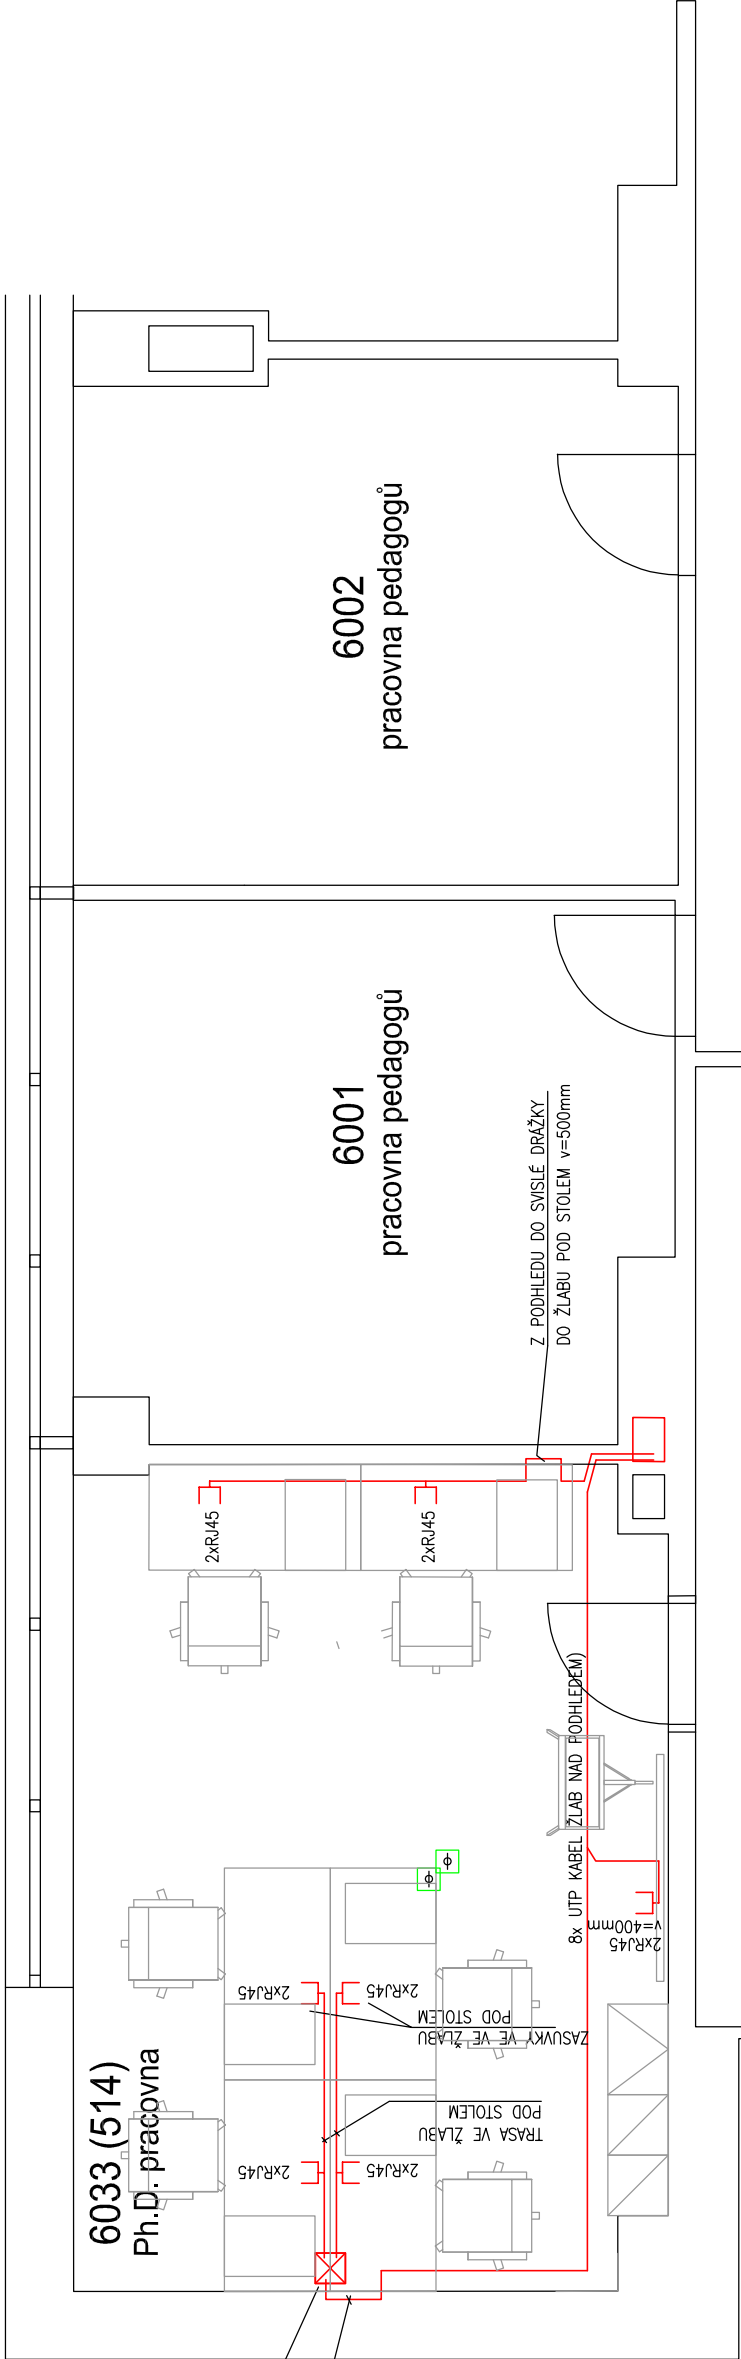 6002
pracovna pedagogů
6001
pracovna pedagogů
Z PODHLEDU DO SVISLÉ DRÁŽKY
DO ŽLABU POD STOLEM v=500mm
2xRJ45
2xRJ45
8x UTP KABEL ŽLAB NAD PODHLEDEM)
2xRJ45
v=400mm
2xRJ45
2xRJ45
ZÁSUVKY VE VE ŽLABU
POD STOLEM
TRASA VE ŽLABU
POD STOLEM
2xRJ45
2xRJ45
6033 (514)
Ph.D. pracovna